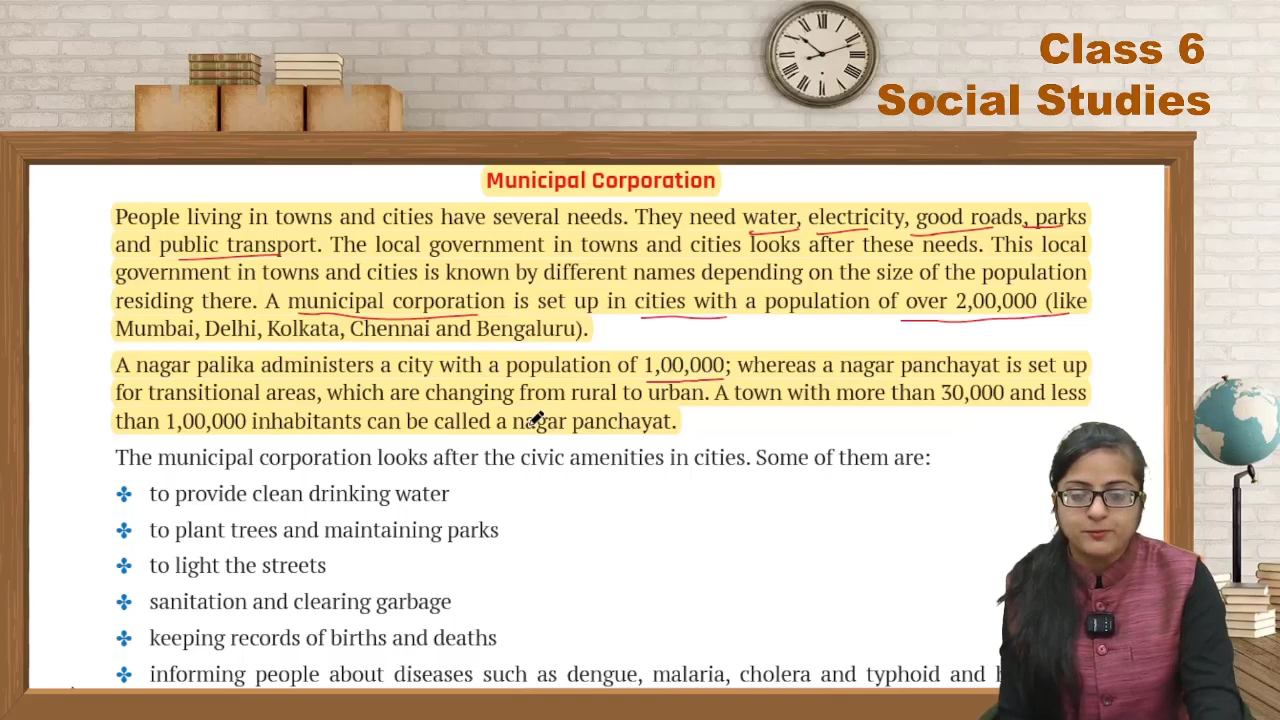 Class 6
Social Studies
Municipal Corporation
People living in towns and cities have several needs. They need water, electricity, good roads, parks
and public transport. The local government in towns and cities looks after these needs. This local
government in towns and cities is known by different names depending on the size of the population
residing there. A municipal corporation is set up in cities with a population of over 2,00,000 (like
Mumbai, Delhi, Kolkata, Chennai and Bengaluru).
A nagar palika administers a city with a population of 1,00,000; whereas a nagar panchayat is set up
for transitional areas, which are changing from rural to urban. A town with more than 30,000 and less
than 1,00,000 inhabitants can be called a nagar panchayat.
The municipal corporation looks after the civic amenities in cities. Some of them are:
to provide clean drinking water
to plant trees and maintaining parks
to light the streets
sanitation and clearing garbage
keeping records of births and deaths
informing people about diseases such as dengue, malaria, cholera and typhoid and